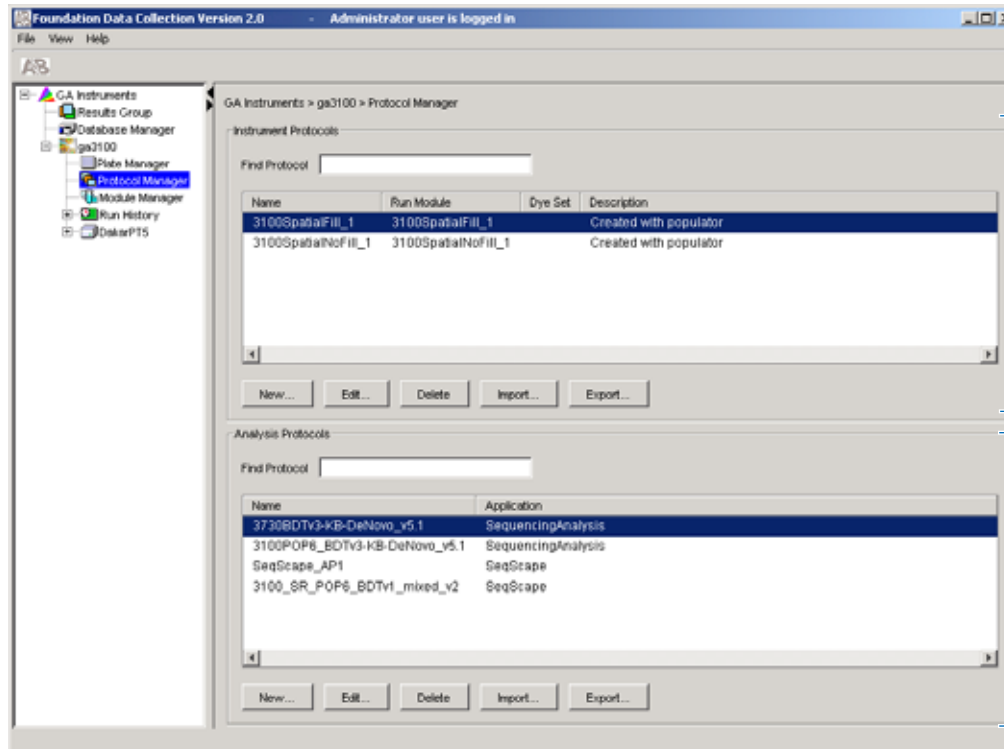 Foundation Data Collection Version 2.0 - Administrator user is logged in
File View Help
AB
GA Instruments
Results Group
Database Manager
ga3100
Plate Manager
Protocol Manager
Module Manager
Run History
DakarPT5
GA Instruments > ga3100 > Protocol Manager
Instrument Protocols
Find Protocol
Name Run Module Dye Set Description
3100SpatialFill_1 3100SpatialFill_1 Created with populator
3100SpatialNoFill_1 3100SpatialNoFill_1 Created with populator
New... Edit... Delete Import... Export...
Analysis Protocols
Find Protocol
Name Application
3730BDTv3-KB-DeNovo_v5.1 SequencingAnalysis
3100POP6_BDTv3-KB-DeNovo_v5.1 SequencingAnalysis
SeqScape_AP1 SeqScape
3100_SR_POP6_BDTv1_mixed_v2 SeqScape
New... Edit... Delete Import... Export...